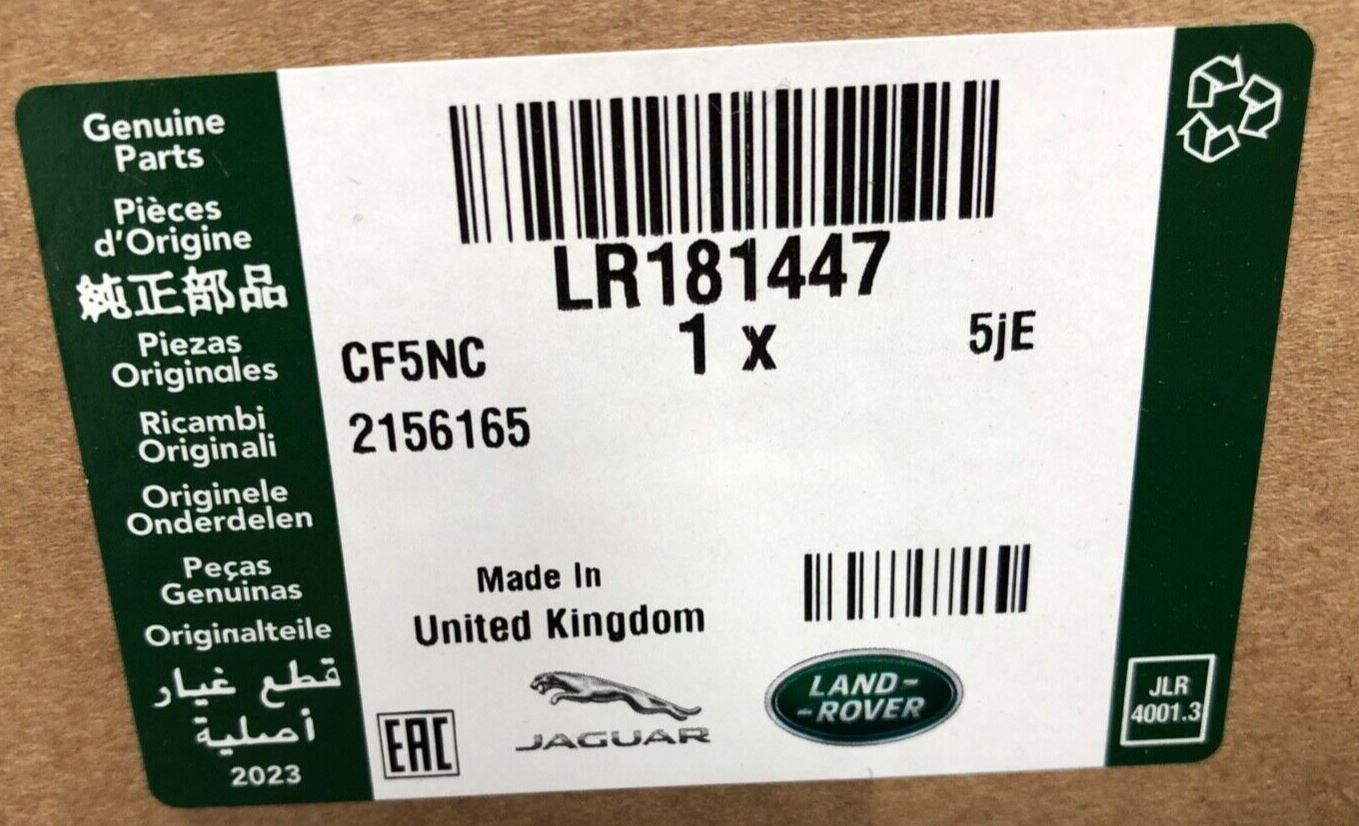 Genuine
Parts
Pièces
d'Origine
純正部品
Piezas
Originales
Ricambi
Originali
Originele
Onderdelen
Peças
Genuinas
Originalteile
قطع غيار
أصلية
2023
LR181447
1 x
5jE
CF5NC
2156165
Made In
United Kingdom
EAC
JAGUAR
LAND-
-ROVER
JLR
4001.3